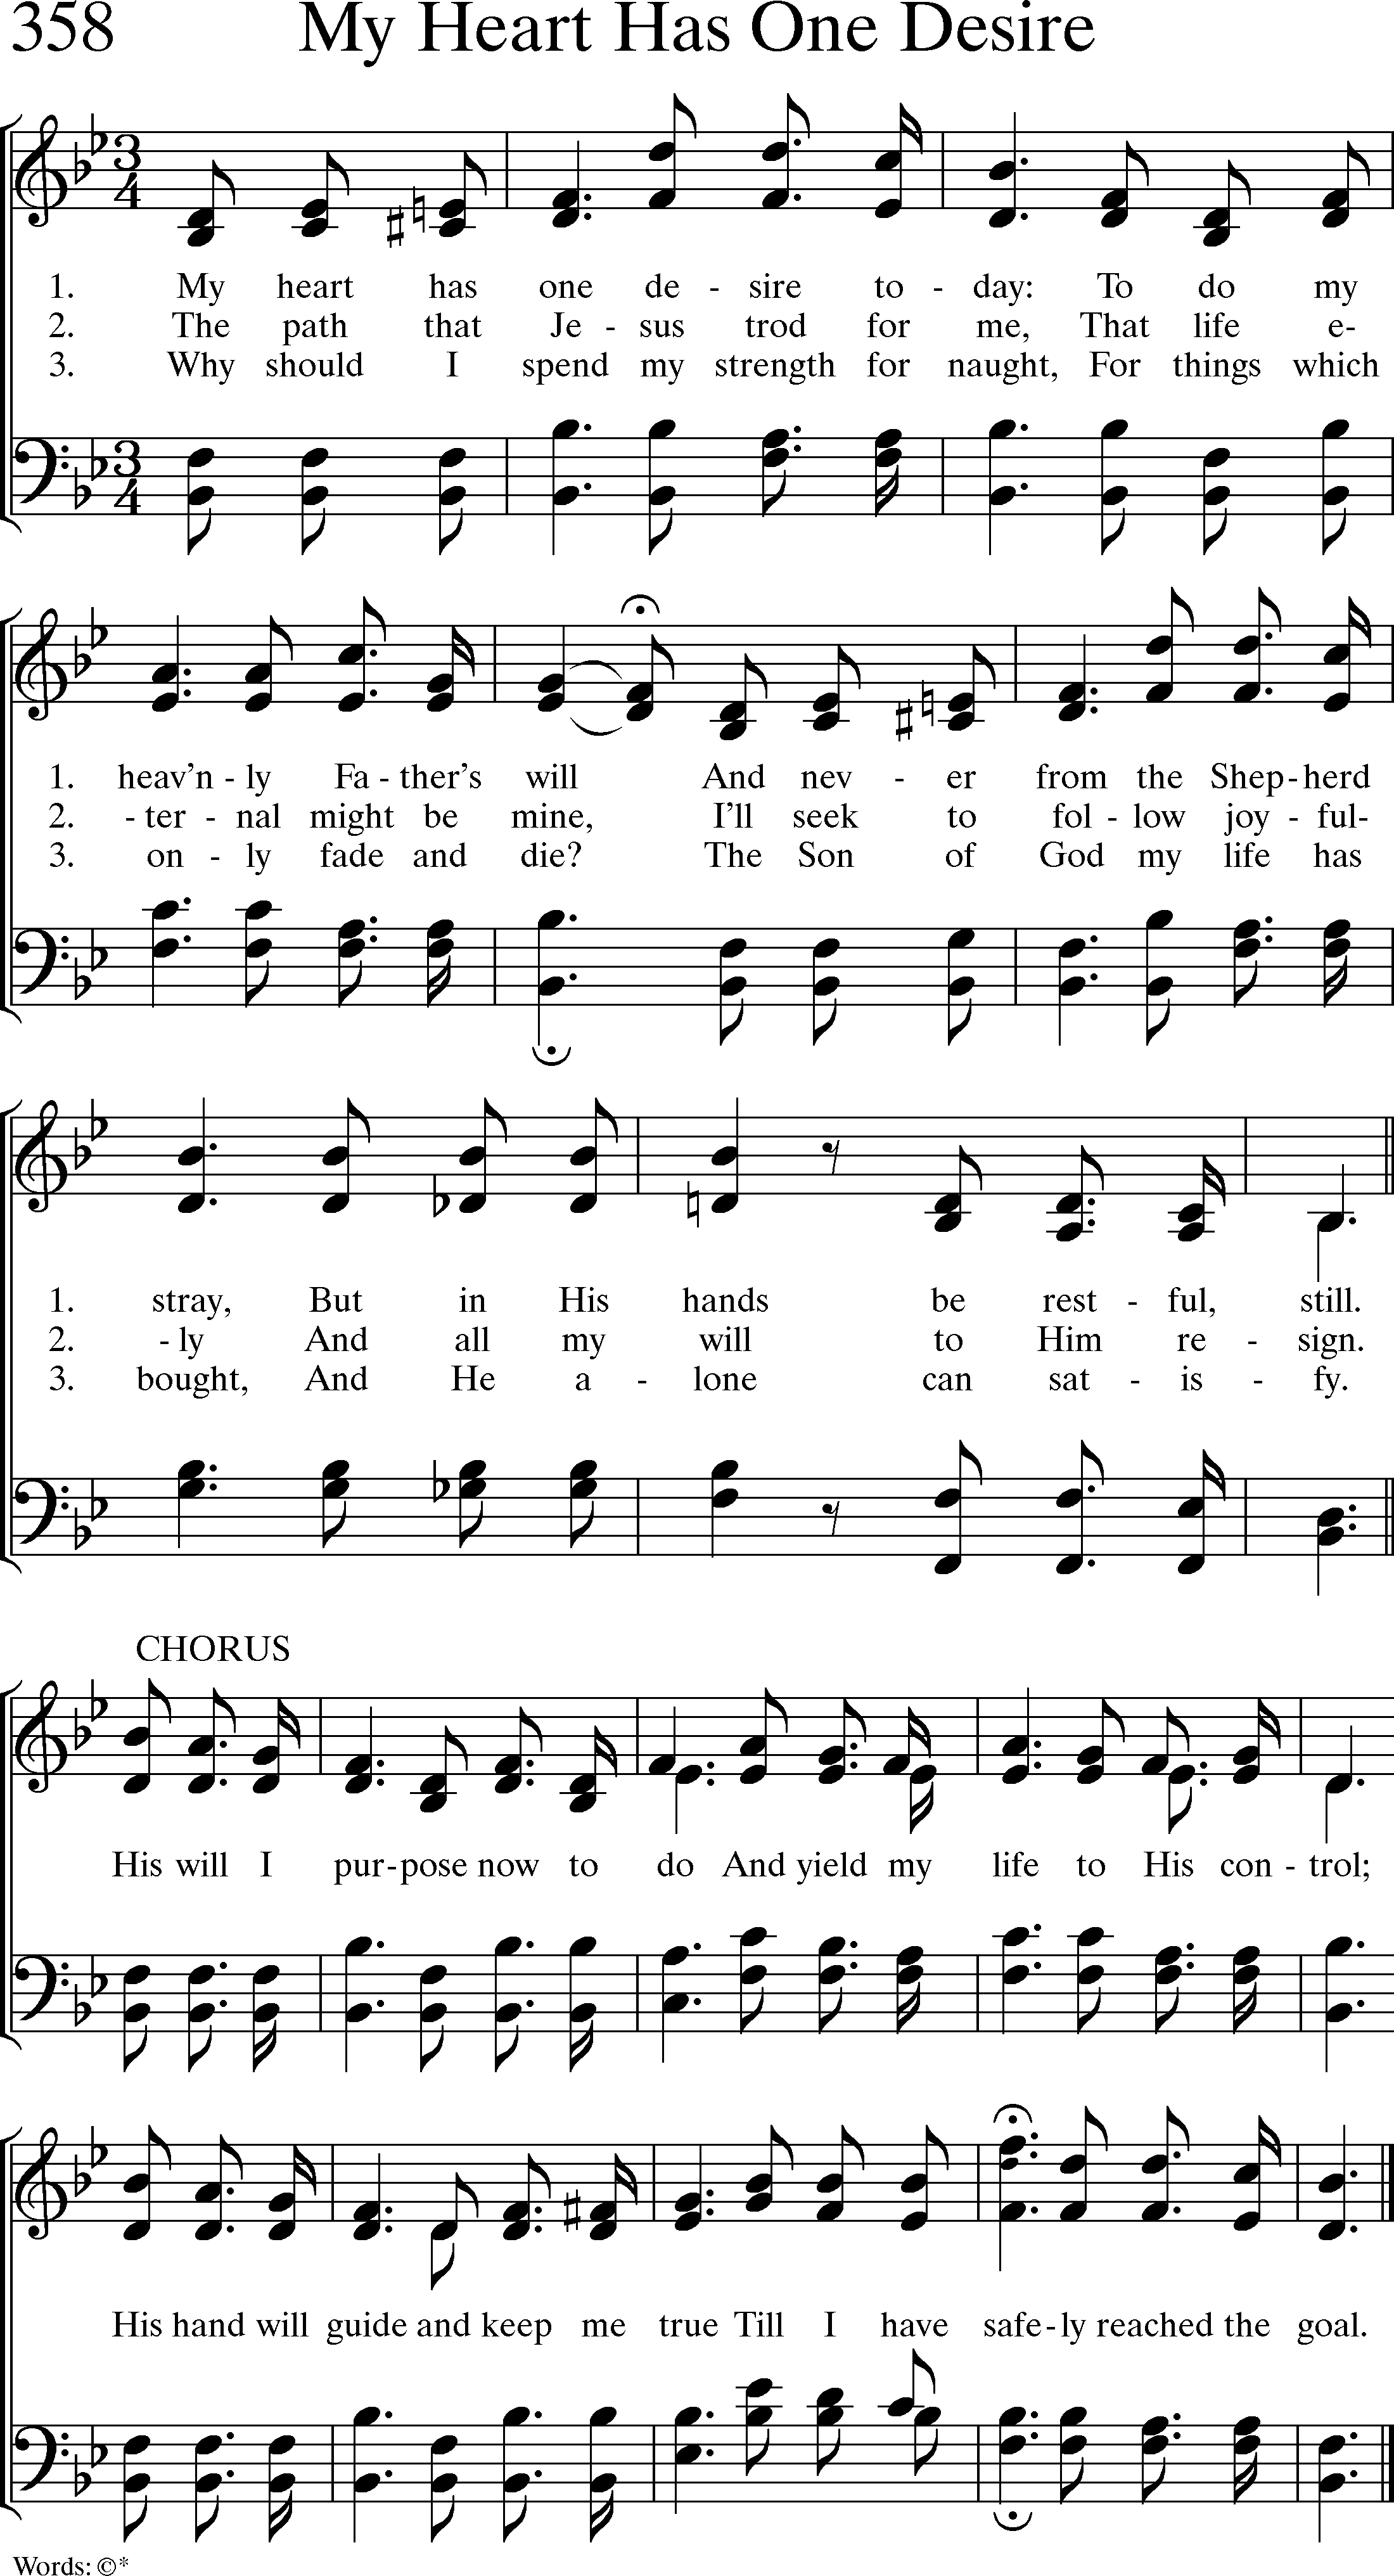 358 My Heart Has One Desire
1. My heart has one de - sire to - day: To do my
2. The path that Je - sus trod for me, That life e-
3. Why should I spend my strength for naught, For things which
1. heav'n - ly Fa - ther's will And nev - er from the Shep - herd
2. - ter - nal might be mine, I'll seek to fol - low joy - ful-
3. on - ly fade and die? The Son of God my life has
1. stray, But in His hands be rest - ful, still.
2. - ly And all my will to Him re - sign.
3. bought, And He a - lone can sat - is - fy.
CHORUS
His will I pur - pose now to do And yield my life to His con - trol;
His hand will guide and keep me true Till I have safe - ly reached the goal.
Words: ©*